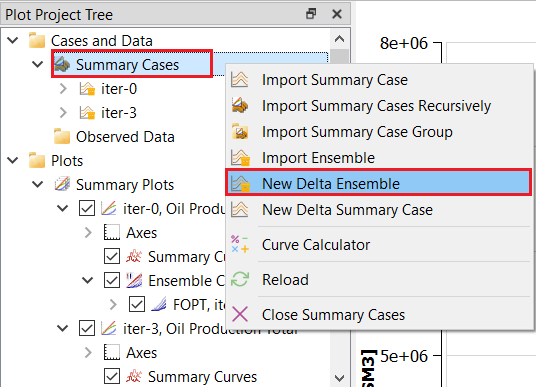 Plot Project Tree
Cases and Data
Summary Cases
iter-0
iter-3
Observed Data
Plots
Summary Plots
iter-0, Oil Produc
Axes
Summary Cu
Ensemble C
FOPT, ite
iter-3, Oil Production Total
Axes
Summary Curves
Import Summary Case
Import Summary Cases Recursively
Import Summary Case Group
Import Ensemble
New Delta Ensemble
New Delta Summary Case
Curve Calculator
Reload
Close Summary Cases
8e+06
5e+06
SM3]